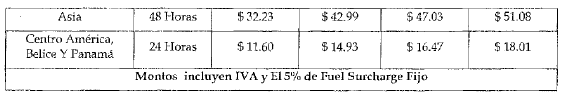 Asia 48 Horas $ 32.23 $ 42.99 $ 47.03 $ 51.08
Centro América,
Belice Y Panamá 24 Horas $ 11.60 $ 14.93 $ 16.47 $ 18.01
Montos incluyen IVA y El 5% de Fuel Surcharge Fijo